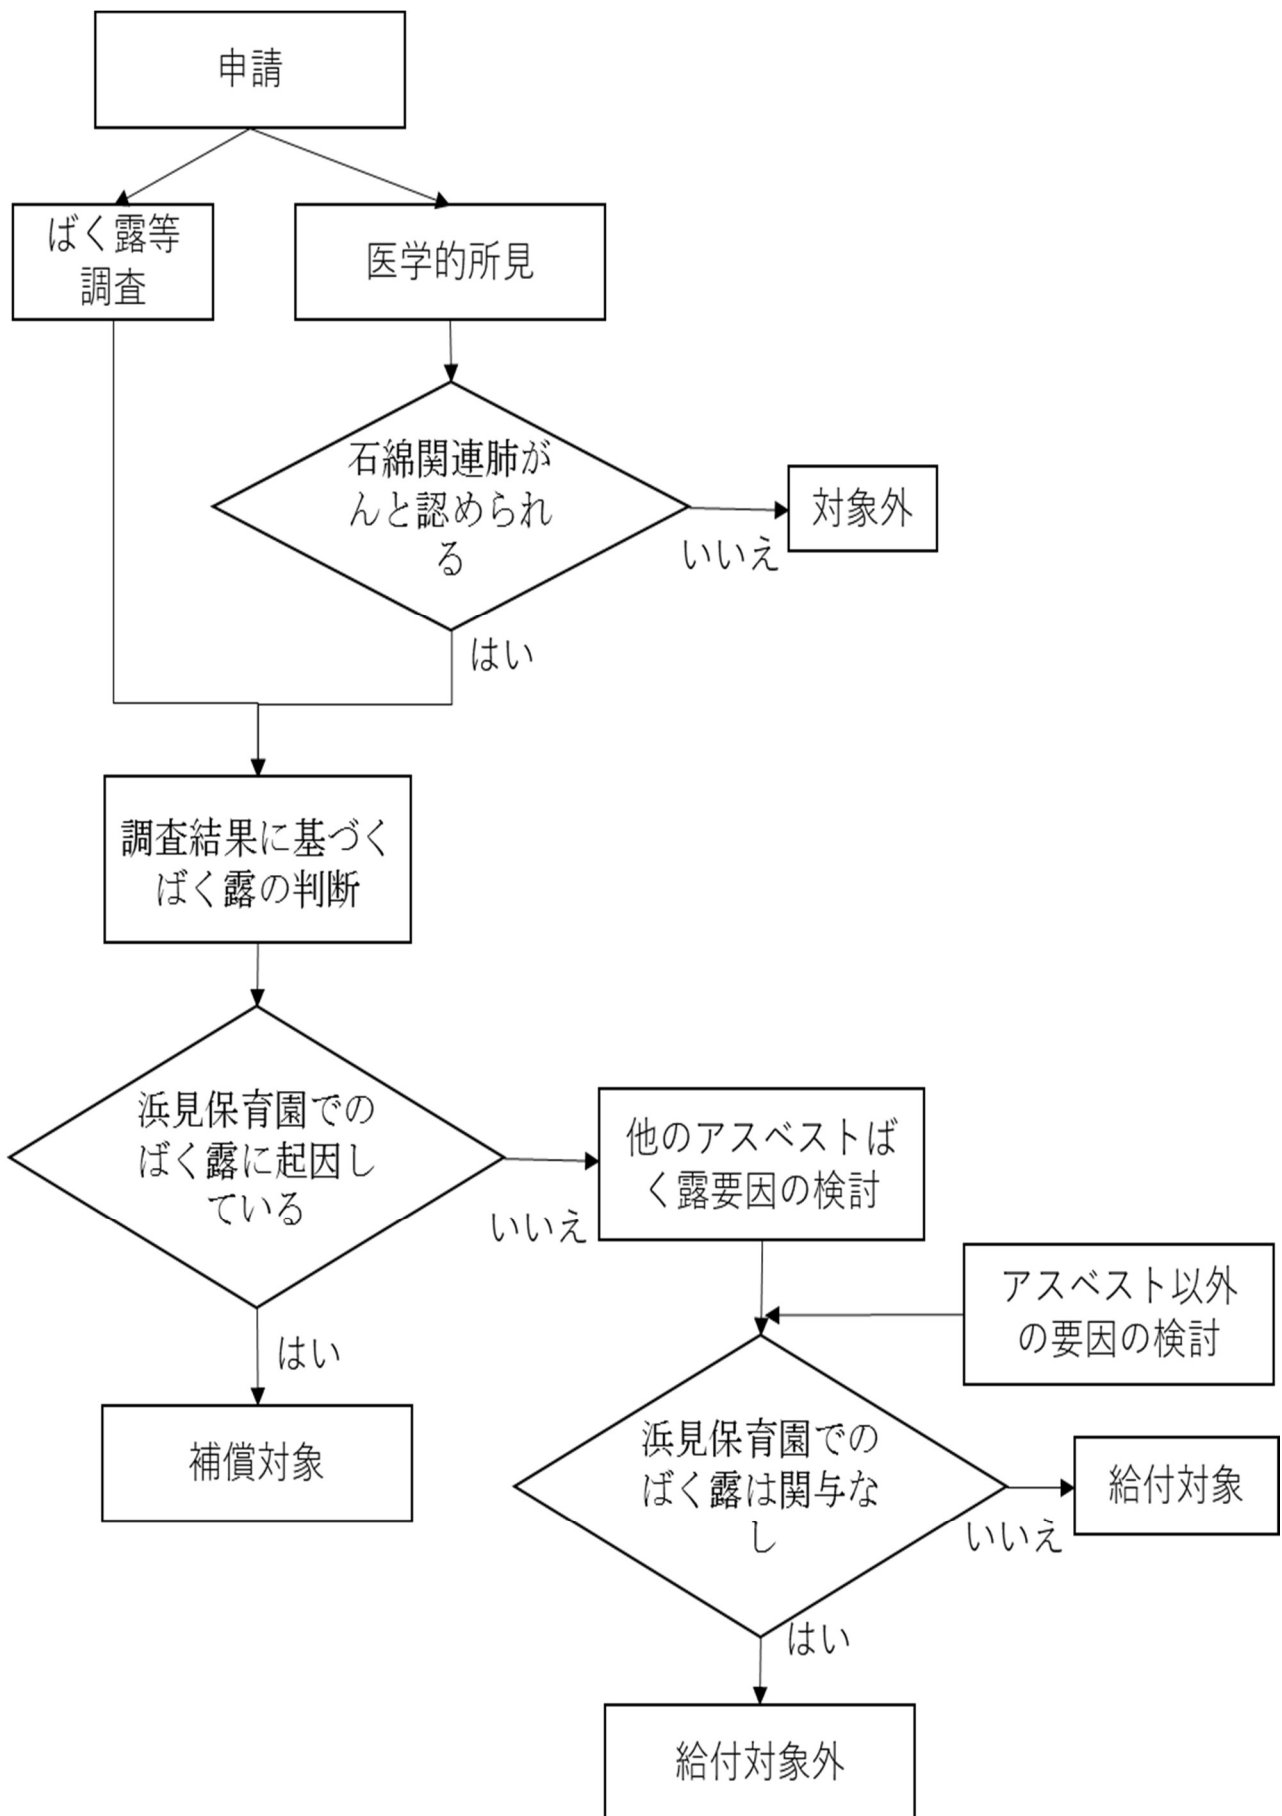 申請
ばく露等
調査
医学的所見
石綿関連肺が
んと認められ
る
対象外
いいえ
はい
調査結果に基づく
ばく露の判断
浜見保育園での
ばく露に起因し
ている
他のアスベストば
く露要因の検討
いいえ
アスベスト以外
の要因の検討
はい
補償対象
浜見保育園での
ばく露は関与な
し
給付対象
いいえ
はい
給付対象外